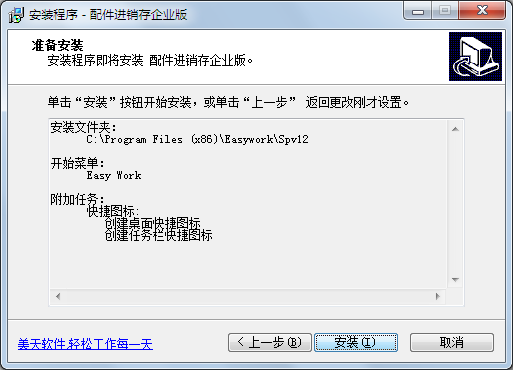 安装程序 - 配件进销存企业版
准备安装
安装程序即将安装 配件进销存企业版。
单击“安装”按钮开始安装，或单击“上一步” 返回更改刚才设置。
安装文件夹：
C:\Program Files (x86)\Easywork\Spv12
开始菜单：
Easy Work
附加任务：
快捷图标:
创建桌面快捷图标
创建任务栏快捷图标
美天软件,轻松工作每一天
< 上一步(B)
安装(I)
取消